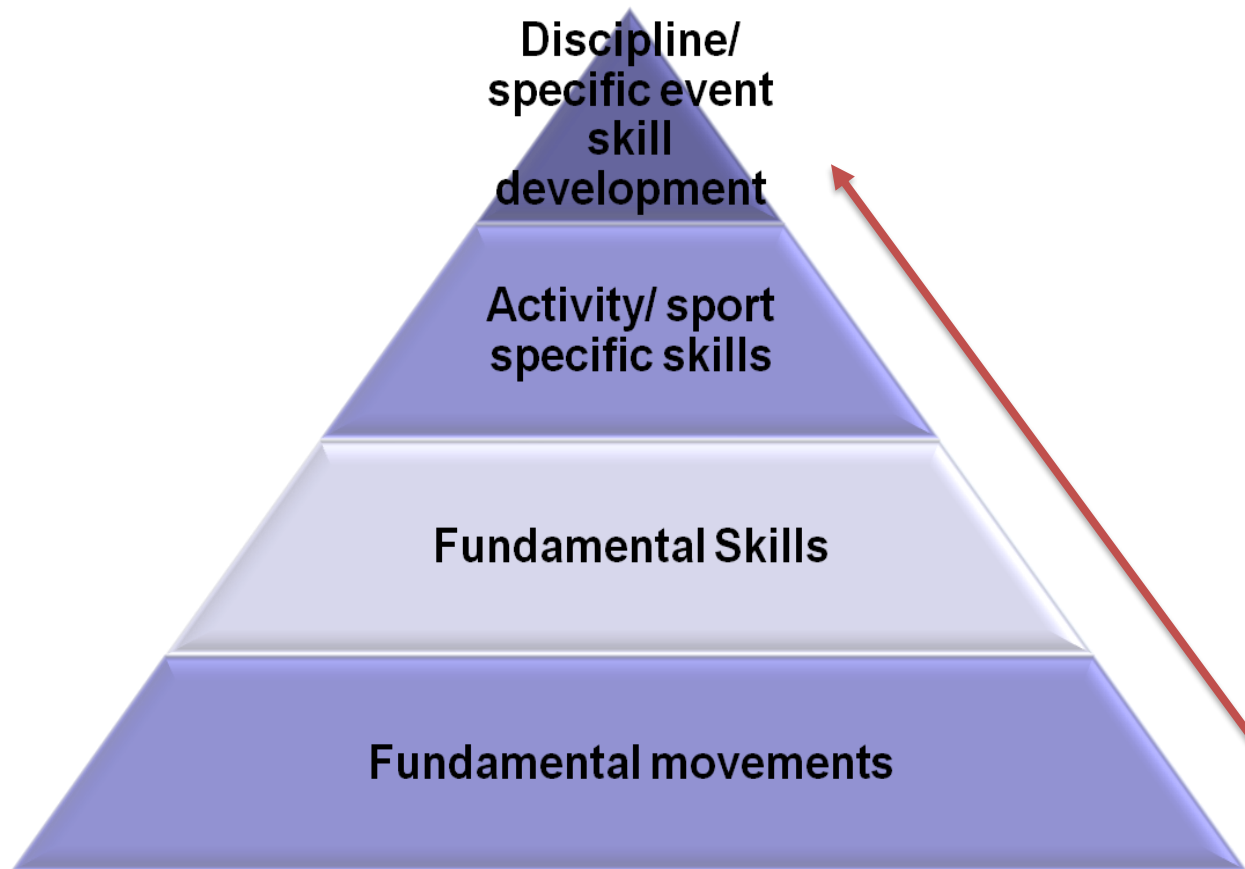 Discipline/
specific event
skill
development
Activity/ sport
specific skills
Fundamental Skills
Fundamental movements